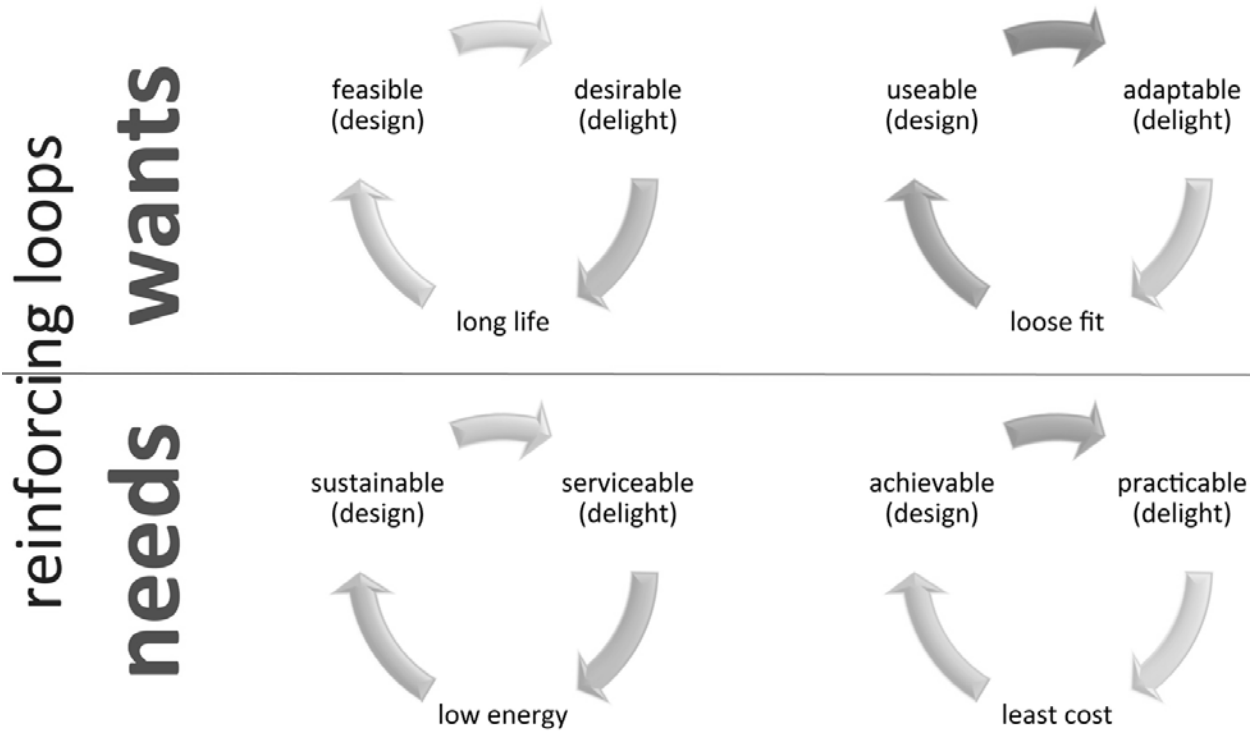 reinforcing loops
wants
feasible
(design)
desirable
(delight)
long life
useable
(design)
adaptable
(delight)
loose fit
needs
sustainable
(design)
serviceable
(delight)
low energy
achievable
(design)
practicable
(delight)
least cost